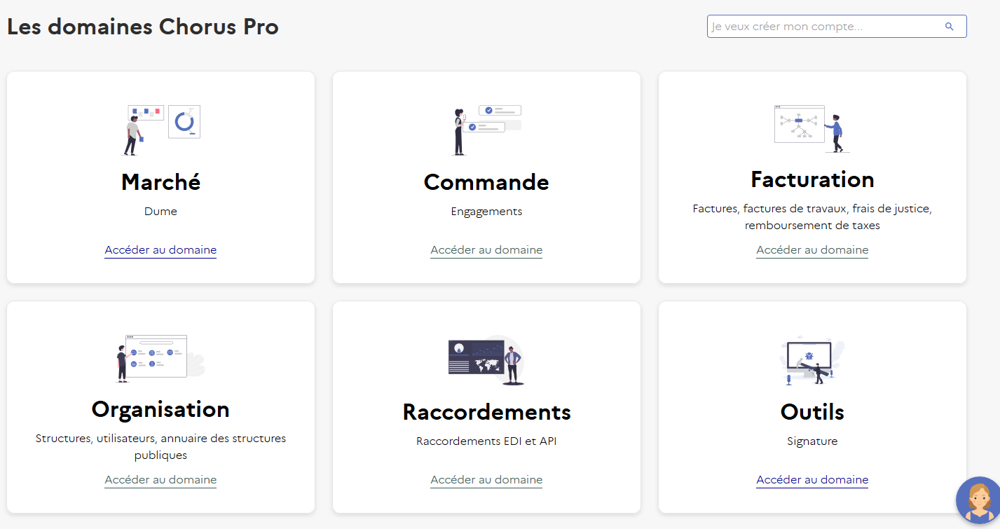 Les domaines Chorus Pro
Je veux créer mon compte...
Marché
Dume
Accéder au domaine
Commande
Engagements
Accéder au domaine
Facturation
Factures, factures de travaux, frais de justice,
remboursement de taxes
Accéder au domaine
Organisation
Structures, utilisateurs, annuaire des structures
publiques
Accéder au domaine
Raccordements
Raccordements EDI et API
Accéder au domaine
Outils
Signature
Accéder au domaine